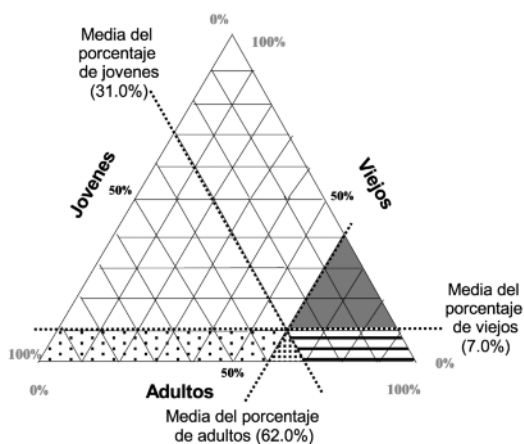 0%
100%
Media del
porcentaje
de jovenes
(31.0%)
Jovenes
Viejos
50%
50%
Media del
porcentaje
de viejos
(7.0%)
100%
0%
0%
50%
100%
Adultos
Media del porcentaje
de adultos (62.0%)